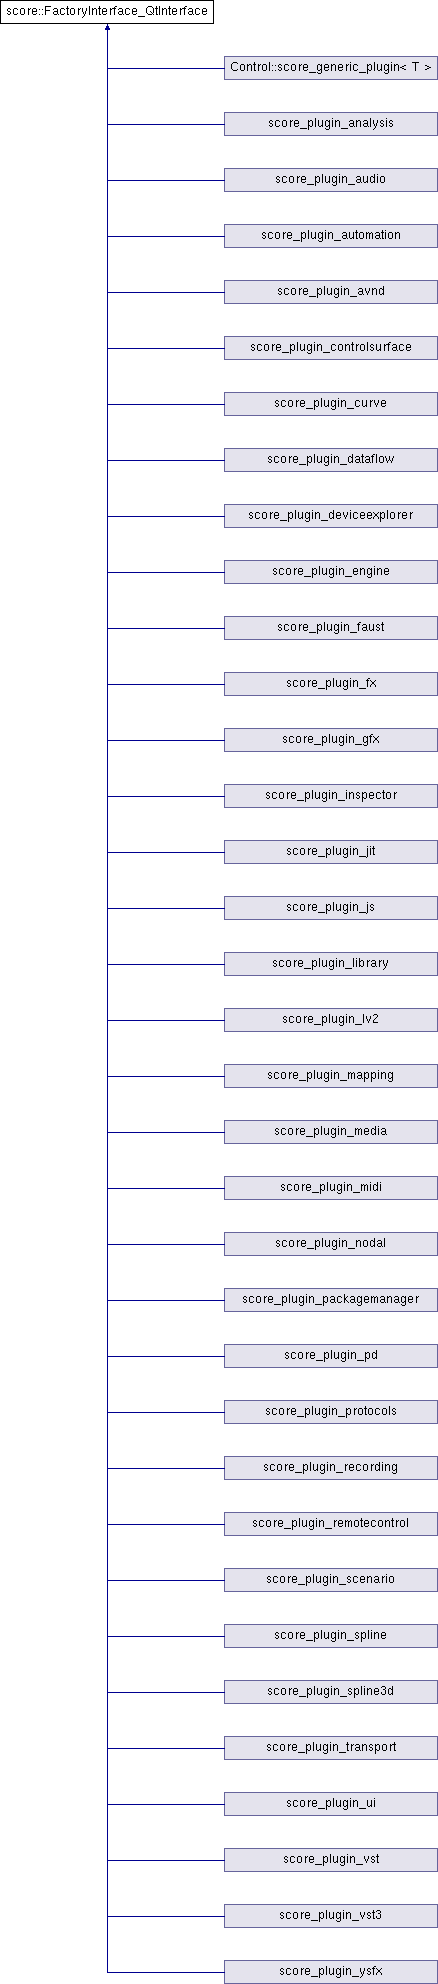 score::FactoryInterface_QtInterface
Control::score_generic_plugin< T >
score_plugin_analysis
score_plugin_audio
score_plugin_automation
score_plugin_avnd
score_plugin_controlsurface
score_plugin_curve
score_plugin_dataflow
score_plugin_deviceexplorer
score_plugin_engine
score_plugin_faust
score_plugin_fx
score_plugin_gfx
score_plugin_inspector
score_plugin_jit
score_plugin_js
score_plugin_library
score_plugin_lv2
score_plugin_mapping
score_plugin_media
score_plugin_midi
score_plugin_nodal
score_plugin_packagemanager
score_plugin_pd
score_plugin_protocols
score_plugin_recording
score_plugin_remotecontrol
score_plugin_scenario
score_plugin_spline
score_plugin_spline3d
score_plugin_transport
score_plugin_ui
score_plugin_vst
score_plugin_vst3
score_plugin_ysfx